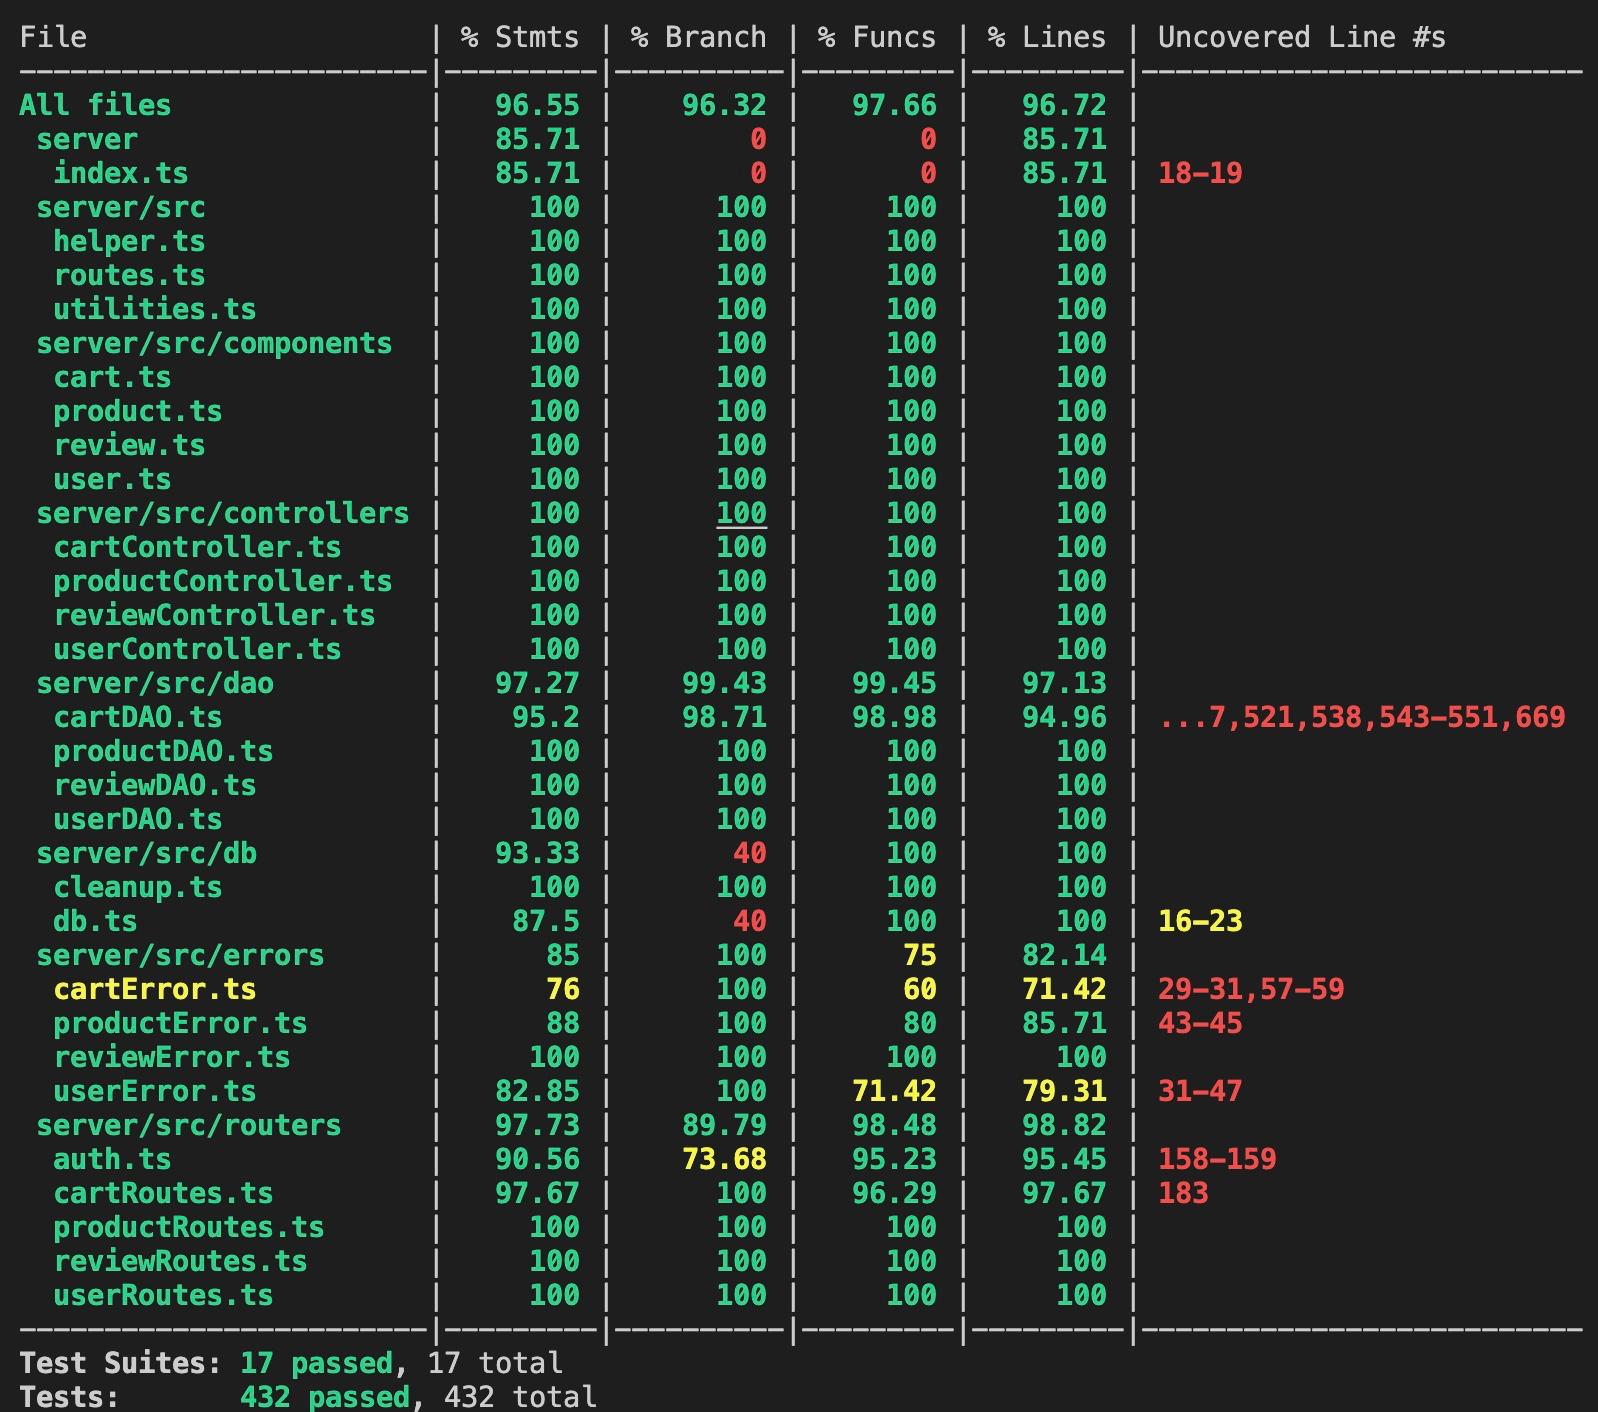 File | % Stmts | % Branch | % Funcs | % Lines | Uncovered Line #s
All files | 96.55 | 96.32 | 97.66 | 96.72 |
server | 85.71 | 0 | 0 | 85.71 |
index.ts | 85.71 | 0 | 0 | 85.71 | 18-19
server/src | 100 | 100 | 100 | 100 |
helper.ts | 100 | 100 | 100 | 100 |
routes.ts | 100 | 100 | 100 | 100 |
utilities.ts | 100 | 100 | 100 | 100 |
server/src/components | 100 | 100 | 100 | 100 |
cart.ts | 100 | 100 | 100 | 100 |
product.ts | 100 | 100 | 100 | 100 |
review.ts | 100 | 100 | 100 | 100 |
user.ts | 100 | 100 | 100 | 100 |
server/src/controllers | 100 | 100 | 100 | 100 |
cartController.ts | 100 | 100 | 100 | 100 |
productController.ts | 100 | 100 | 100 | 100 |
reviewController.ts | 100 | 100 | 100 | 100 |
userController.ts | 100 | 100 | 100 | 100 |
server/src/dao | 97.27 | 99.43 | 99.45 | 97.13 |
cartDAO.ts | 95.2 | 98.71 | 98.98 | 94.96 | ...7,521,538,543-551,669
productDAO.ts | 100 | 100 | 100 | 100 |
reviewDAO.ts | 100 | 100 | 100 | 100 |
userDAO.ts | 100 | 100 | 100 | 100 |
server/src/db | 93.33 | 40 | 100 | 100 |
cleanup.ts | 100 | 100 | 100 | 100 |
db.ts | 87.5 | 40 | 100 | 100 | 16-23
server/src/errors | 85 | 100 | 75 | 82.14 |
cartError.ts | 76 | 100 | 60 | 71.42 | 29-31,57-59
productError.ts | 88 | 100 | 80 | 85.71 | 43-45
reviewError.ts | 100 | 100 | 100 | 100 |
userError.ts | 82.85 | 100 | 71.42 | 79.31 | 31-47
server/src/routers | 97.73 | 89.79 | 98.48 | 98.82 |
auth.ts | 90.56 | 73.68 | 95.23 | 95.45 | 158-159
cartRoutes.ts | 97.67 | 100 | 96.29 | 97.67 | 183
productRoutes.ts | 100 | 100 | 100 | 100 |
reviewRoutes.ts | 100 | 100 | 100 | 100 |
userRoutes.ts | 100 | 100 | 100 | 100 |
Test Suites: 17 passed, 17 total
Tests: 432 passed, 432 total